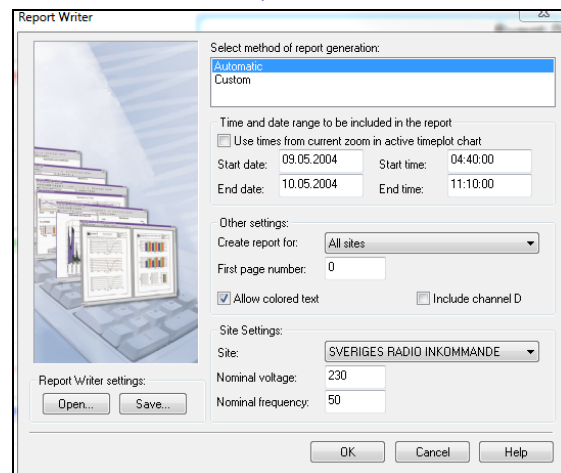 Report Writer
Select method of report generation:
Automatic
Custom
Time and date range to be included in the report
Use times from current zoom in active timeplot chart
Start date: 09.05.2004 Start time: 04:40:00
End date: 10.05.2004 End time: 11:10:00
Other settings:
Create report for: All sites
First page number: 0
Allow colored text Include channel D
Site Settings:
Site: SVERIGES RADIO INKOMMANDE
Nominal voltage: 230
Nominal frequency: 50
Report Writer settings:
Open... Save...
OK Cancel Help